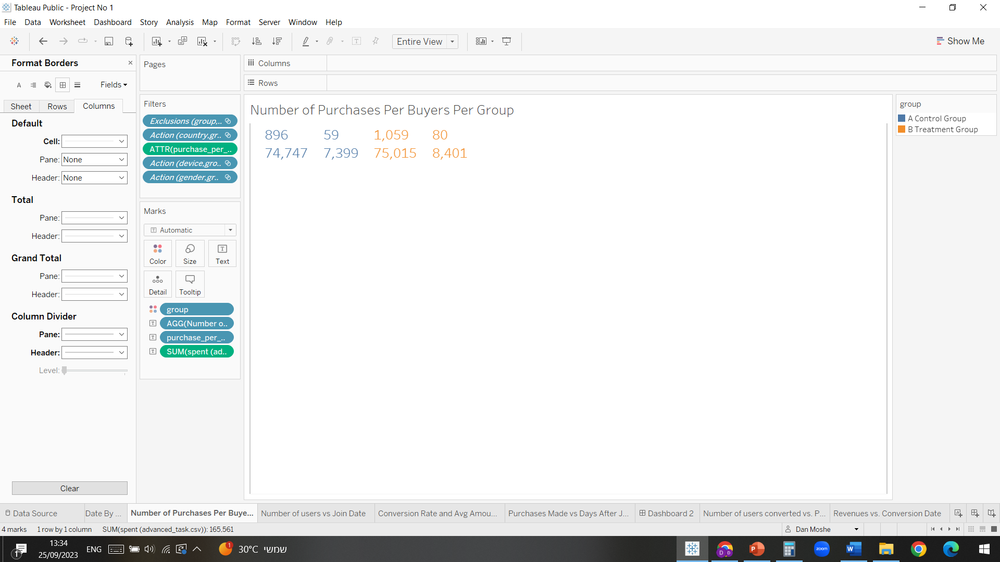 Tableau Public - Project No 1
File Data Worksheet Dashboard Story Analysis Map Format Server Window Help
Entire View
Show Me
Format Borders
Fields
Sheet Rows Columns
Default
Cell:
Pane: None
Header: None
Total
Pane:
Header:
Grand Total
Pane:
Header:
Column Divider
Pane:
Header:
Level:
Clear
Pages
Filters
Exclusions (group,..
Action (country,gr..
ATTR(purchase_per_..
Action (device,gro..
Action (gender,gr..
Marks
Automatic
Color Size Text
Detail Tooltip
group
AGG(Number o..
purchase_per_..
SUM(spent (ad..
Columns
Rows
Number of Purchases Per Buyers Per Group
896 59 1,059 80
74,747 7,399 75,015 8,401
group
A Control Group
B Treatment Group
Data Source Date By ... Number of Purchases Per Buye... Number of users vs Join Date Conversion Rate and Avg Amou... Purchases Made vs Days After J... Dashboard 2 Number of users converted vs. P... Revenues vs. Conversion Date
4 marks 1 row by 1 column SUM(spent (advanced_task.csv)): 165,561 Dan Moshe
1
13:34
25/09/2023
ENG
1
30°C שמשי
D D
P
zoom
W